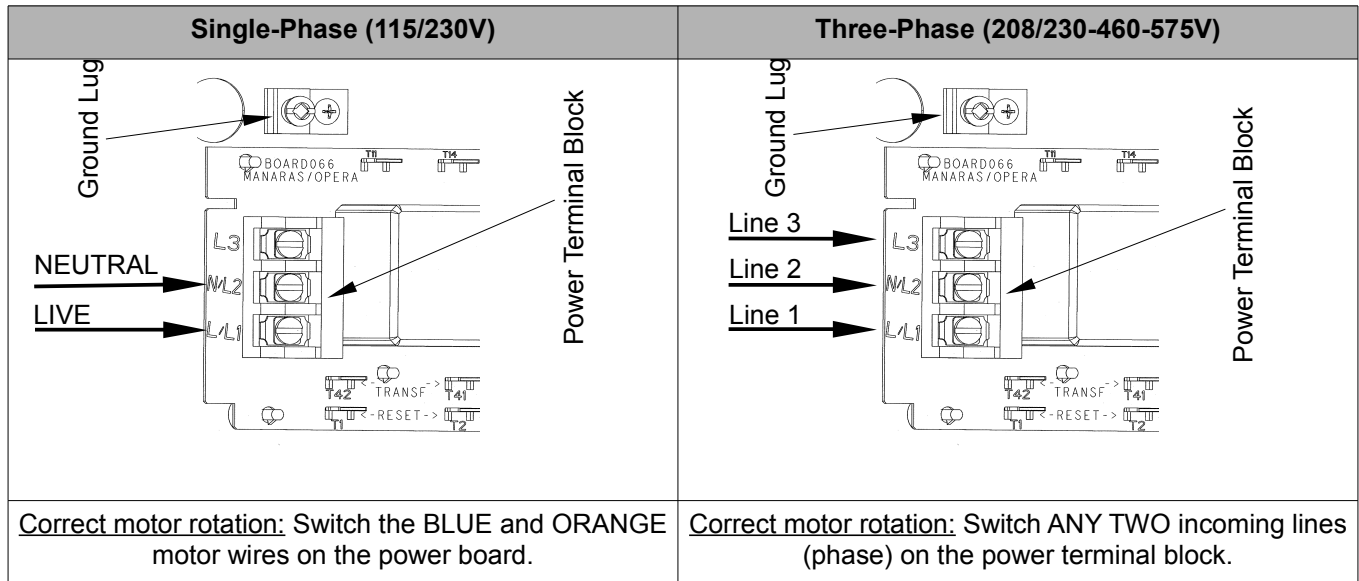 Single-Phase (115/230V)
Three-Phase (208/230-460-575V)
Ground Lug
T11
T14
BOARD066
MANARAS/OPERA
Power Terminal Block
L3
NEUTRAL
N/L2
LIVE
L/L1
<-TRANSF->
T42
T41
<-RESET->
T1
T2
Ground Lug
T11
T14
BOARD066
MANARAS/OPERA
Power Terminal Block
Line 3
L3
Line 2
N/L2
Line 1
L/L1
<-TRANSF->
T42
T41
<-RESET->
T1
T2
Correct motor rotation: Switch the BLUE and ORANGE
motor wires on the power board.
Correct motor rotation: Switch ANY TWO incoming lines
(phase) on the power terminal block.